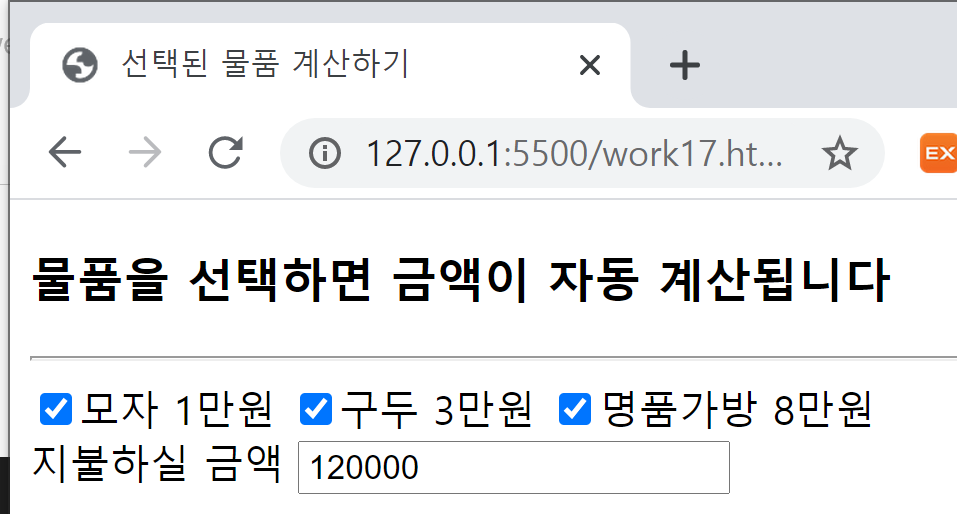 선택된 물품 계산하기
127.0.0.1:5500/work17.ht...
EX
물품을 선택하면 금액이 자동 계산됩니다
모자 1만원 구두 3만원 명품가방 8만원
지불하실 금액 120000